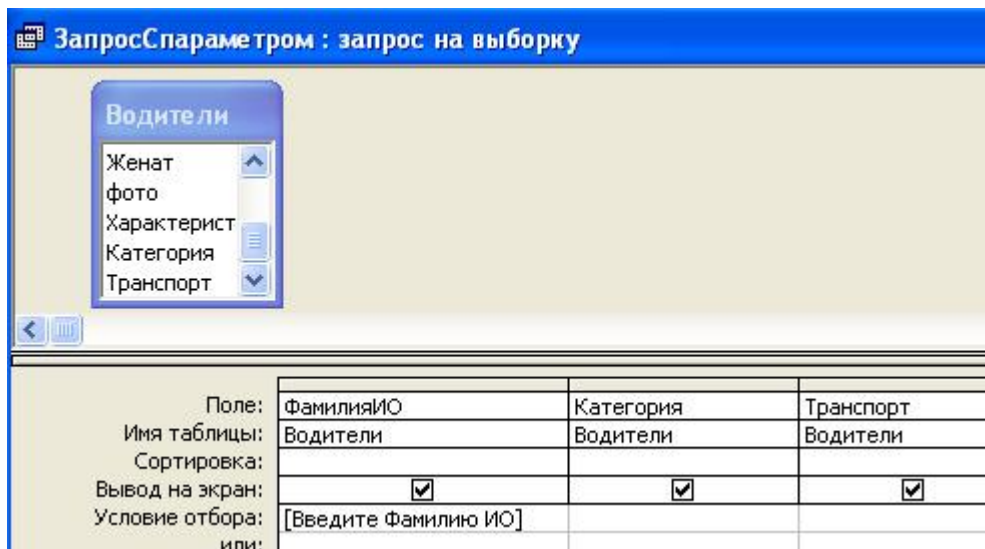 ЗапросСпараметром : запрос на выборку
Водители
Женат
фото
Характерист
Категория
Транспорт
Поле: ФамилияИО Категория Транспорт
Имя таблицы: Водители Водители Водители
Сортировка:
Вывод на экран:
Условие отбора: [Введите Фамилию ИО]
или: